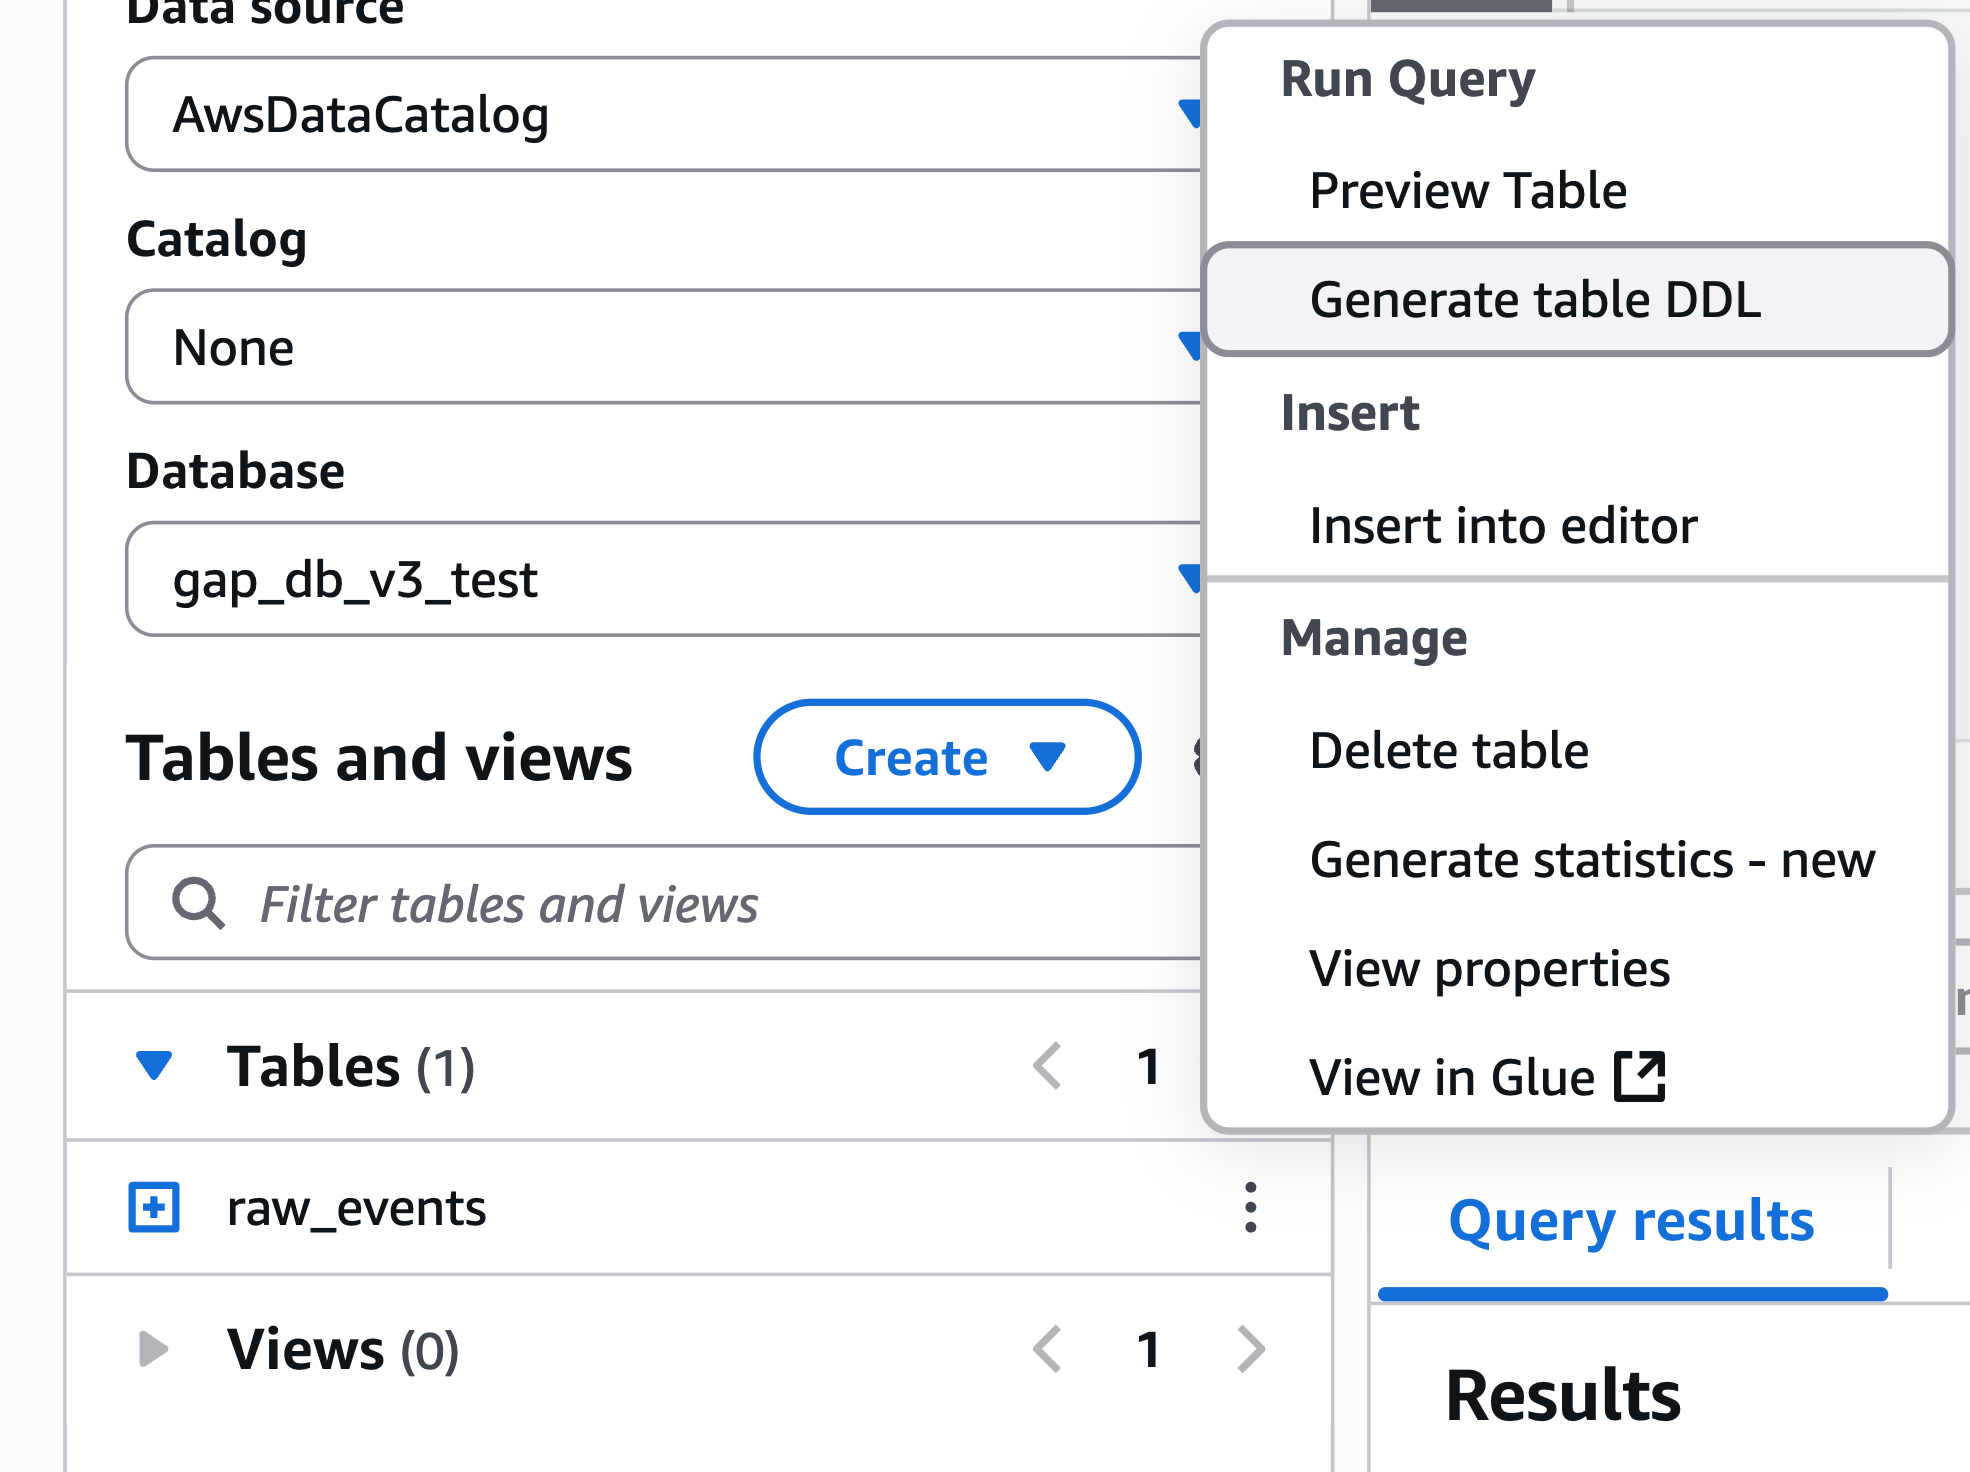 Data source
AwsDataCatalog
Catalog
None
Database
gap_db_v3_test
Tables and views
Create
Filter tables and views
Tables (1)
1
raw_events
Views (0)
1
Run Query
Preview Table
Generate table DDL
Insert
Insert into editor
Manage
Delete table
Generate statistics - new
View properties
View in Glue
Query results
Results